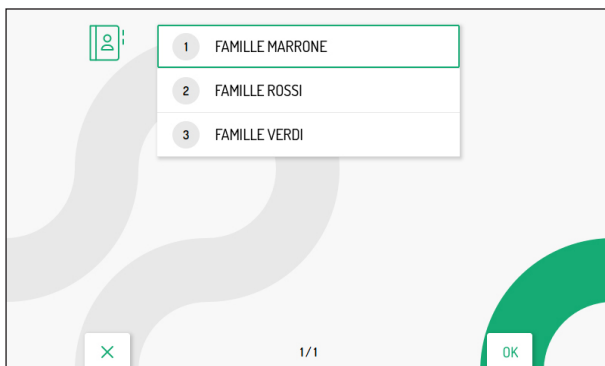 1 FAMILLE MARRONE
2 FAMILLE ROSSI
3 FAMILLE VERDI
1/1
OK